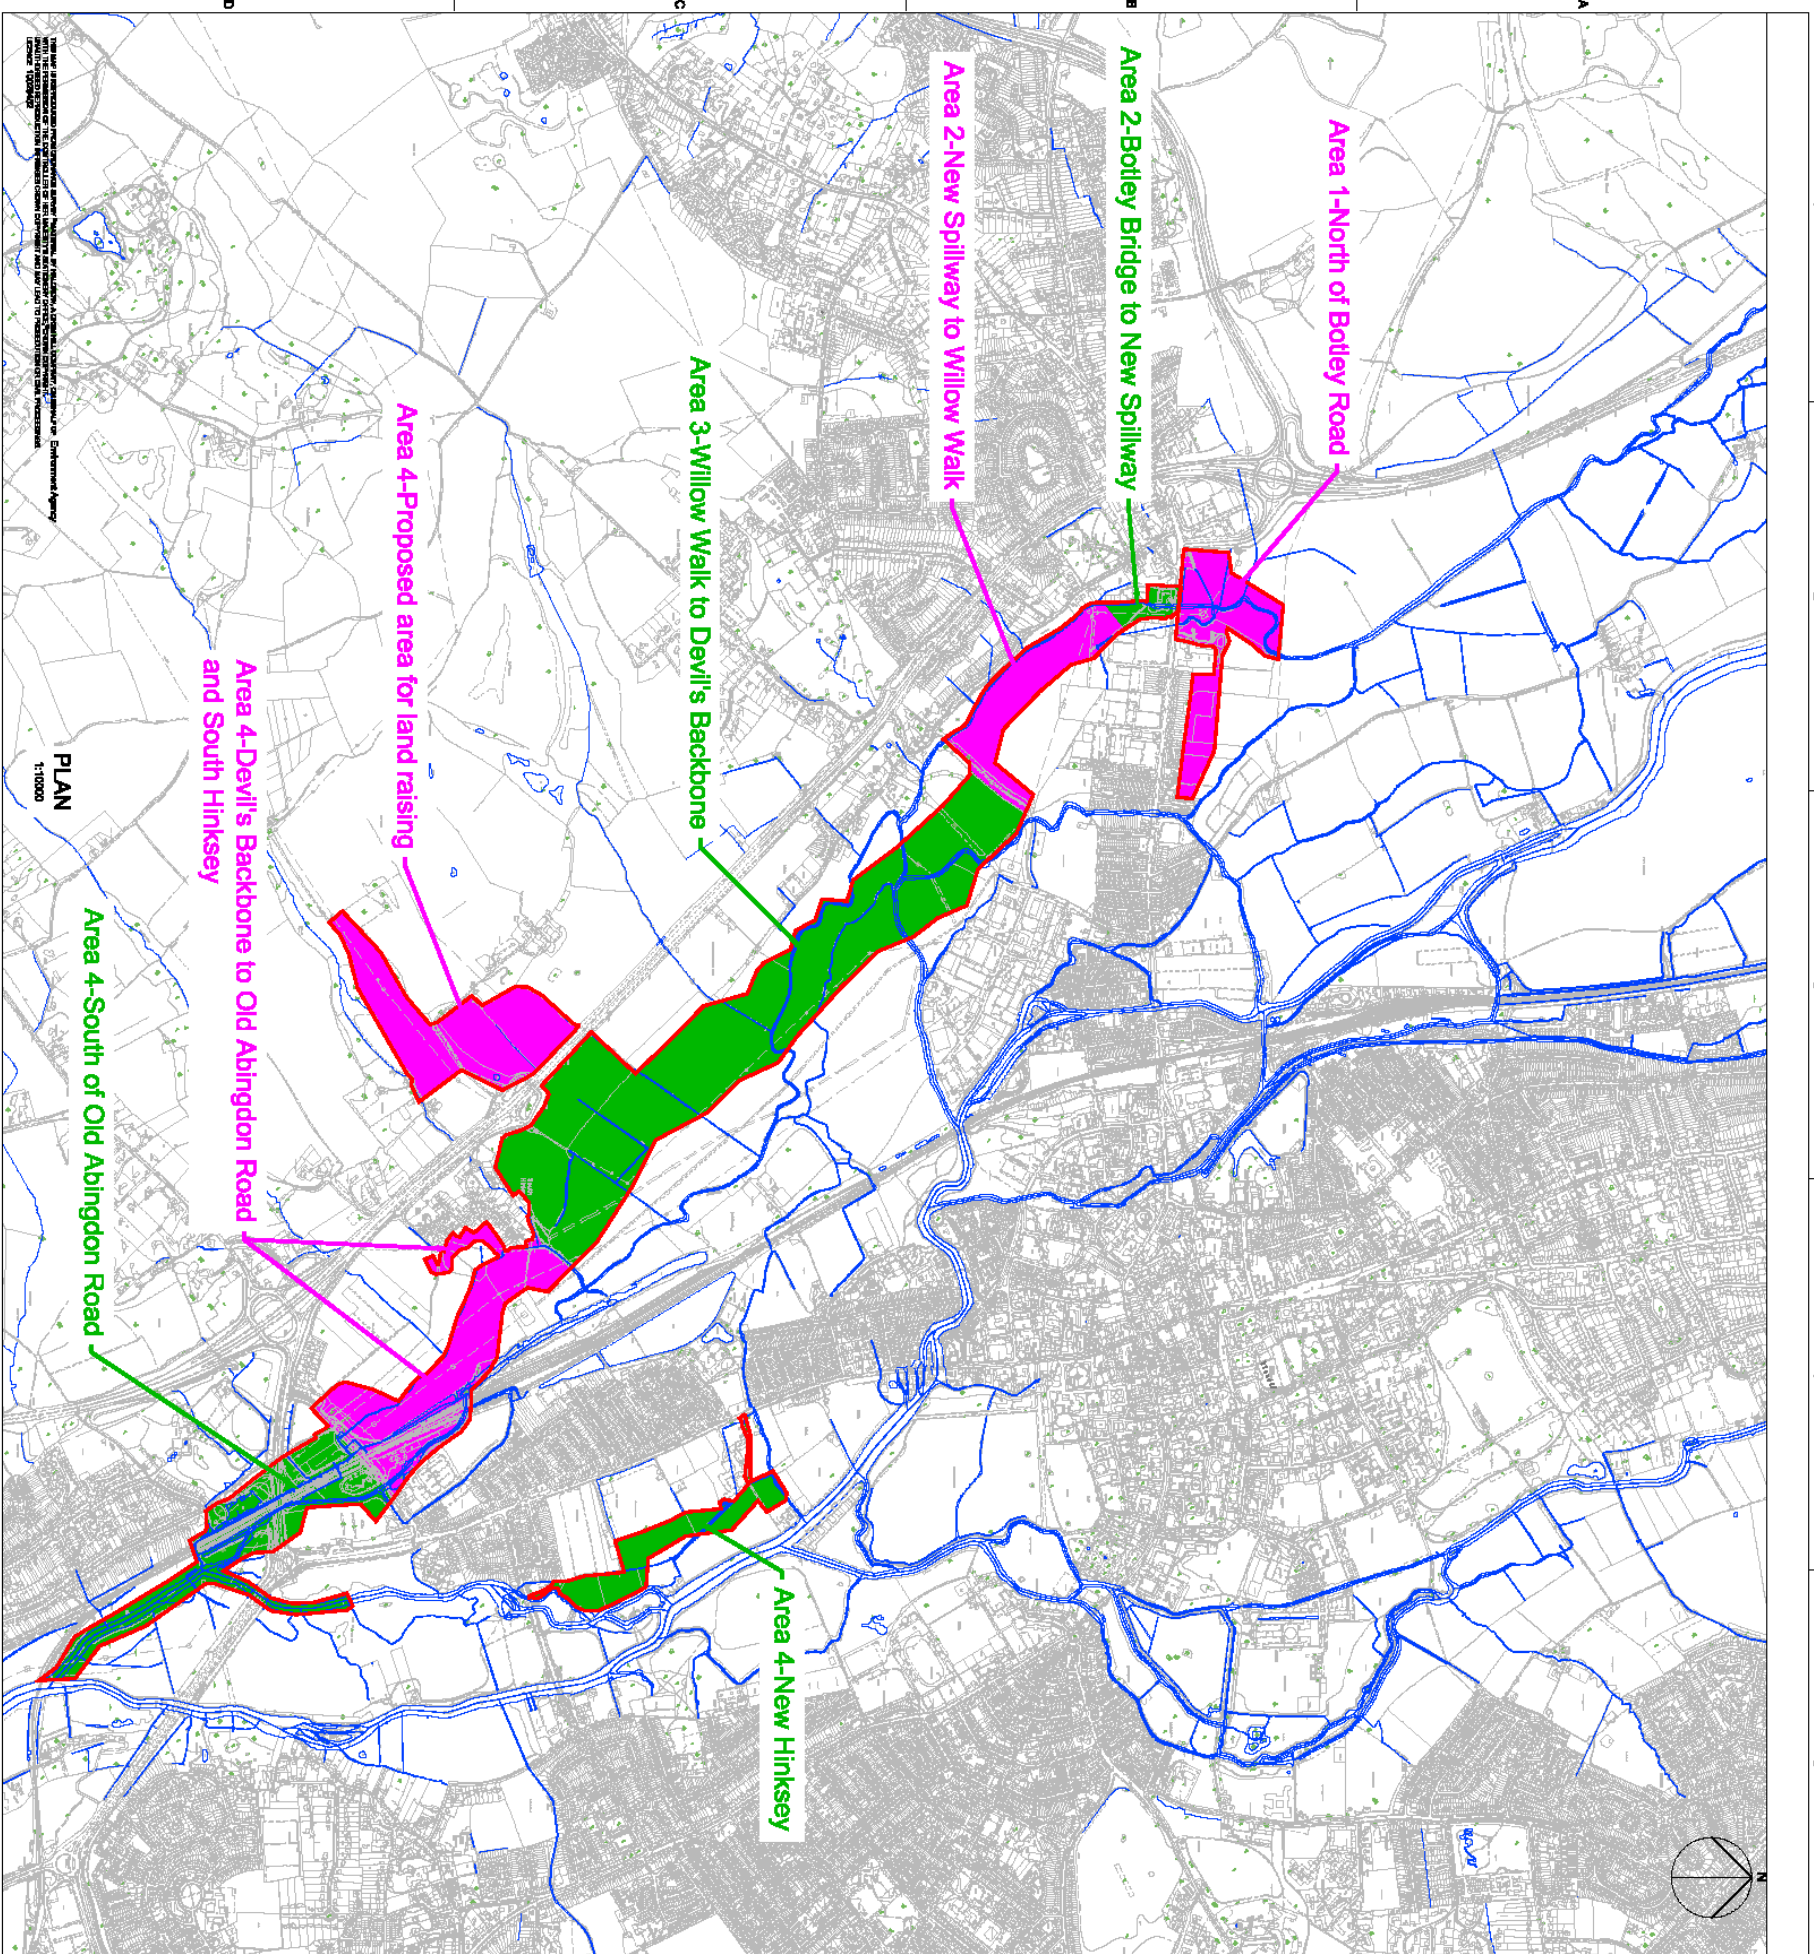 Area 1-North of Botley Road
Area 2-Botley Bridge to New Spillway
Area 2-New Spillway to Willow Walk
Area 3-Willow Walk to Devil's Backbone
Area 4-Proposed area for land raising
Area 4-Devil's Backbone to Old Abingdon Road
and South Hinksey
Area 4-South of Old Abingdon Road
Area 4-New Hinksey
PLAN
1:10000
N
A
B
C
D